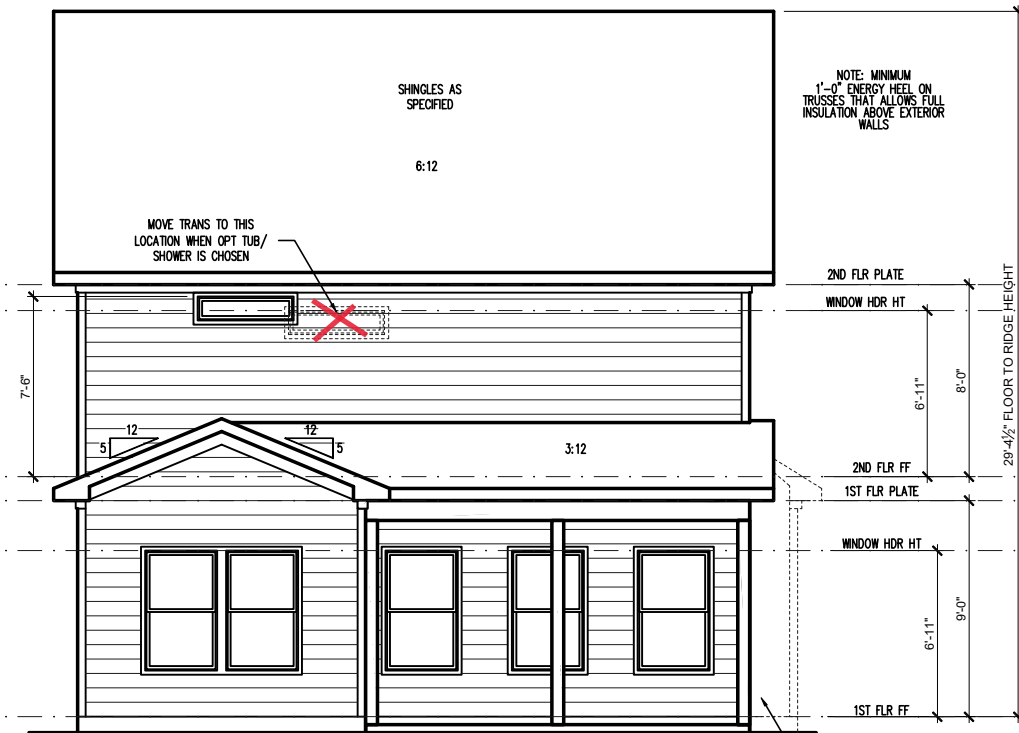 SHINGLES AS
SPECIFIED
NOTE: MINIMUM
1'-0" ENERGY HEEL ON
TRUSSES THAT ALLOWS FULL
INSULATION ABOVE EXTERIOR
WALLS
6:12
MOVE TRANS TO THIS
LOCATION WHEN OPT TUB/
SHOWER IS CHOSEN
2ND FLR PLATE
WINDOW HDR HT
7'-6"
6'-11"
8'-0"
29'-4½" FLOOR TO RIDGE HEIGHT
12
5
12
5
3:12
2ND FLR FF
1ST FLR PLATE
WINDOW HDR HT
6'-11"
9'-0"
1ST FLR FF